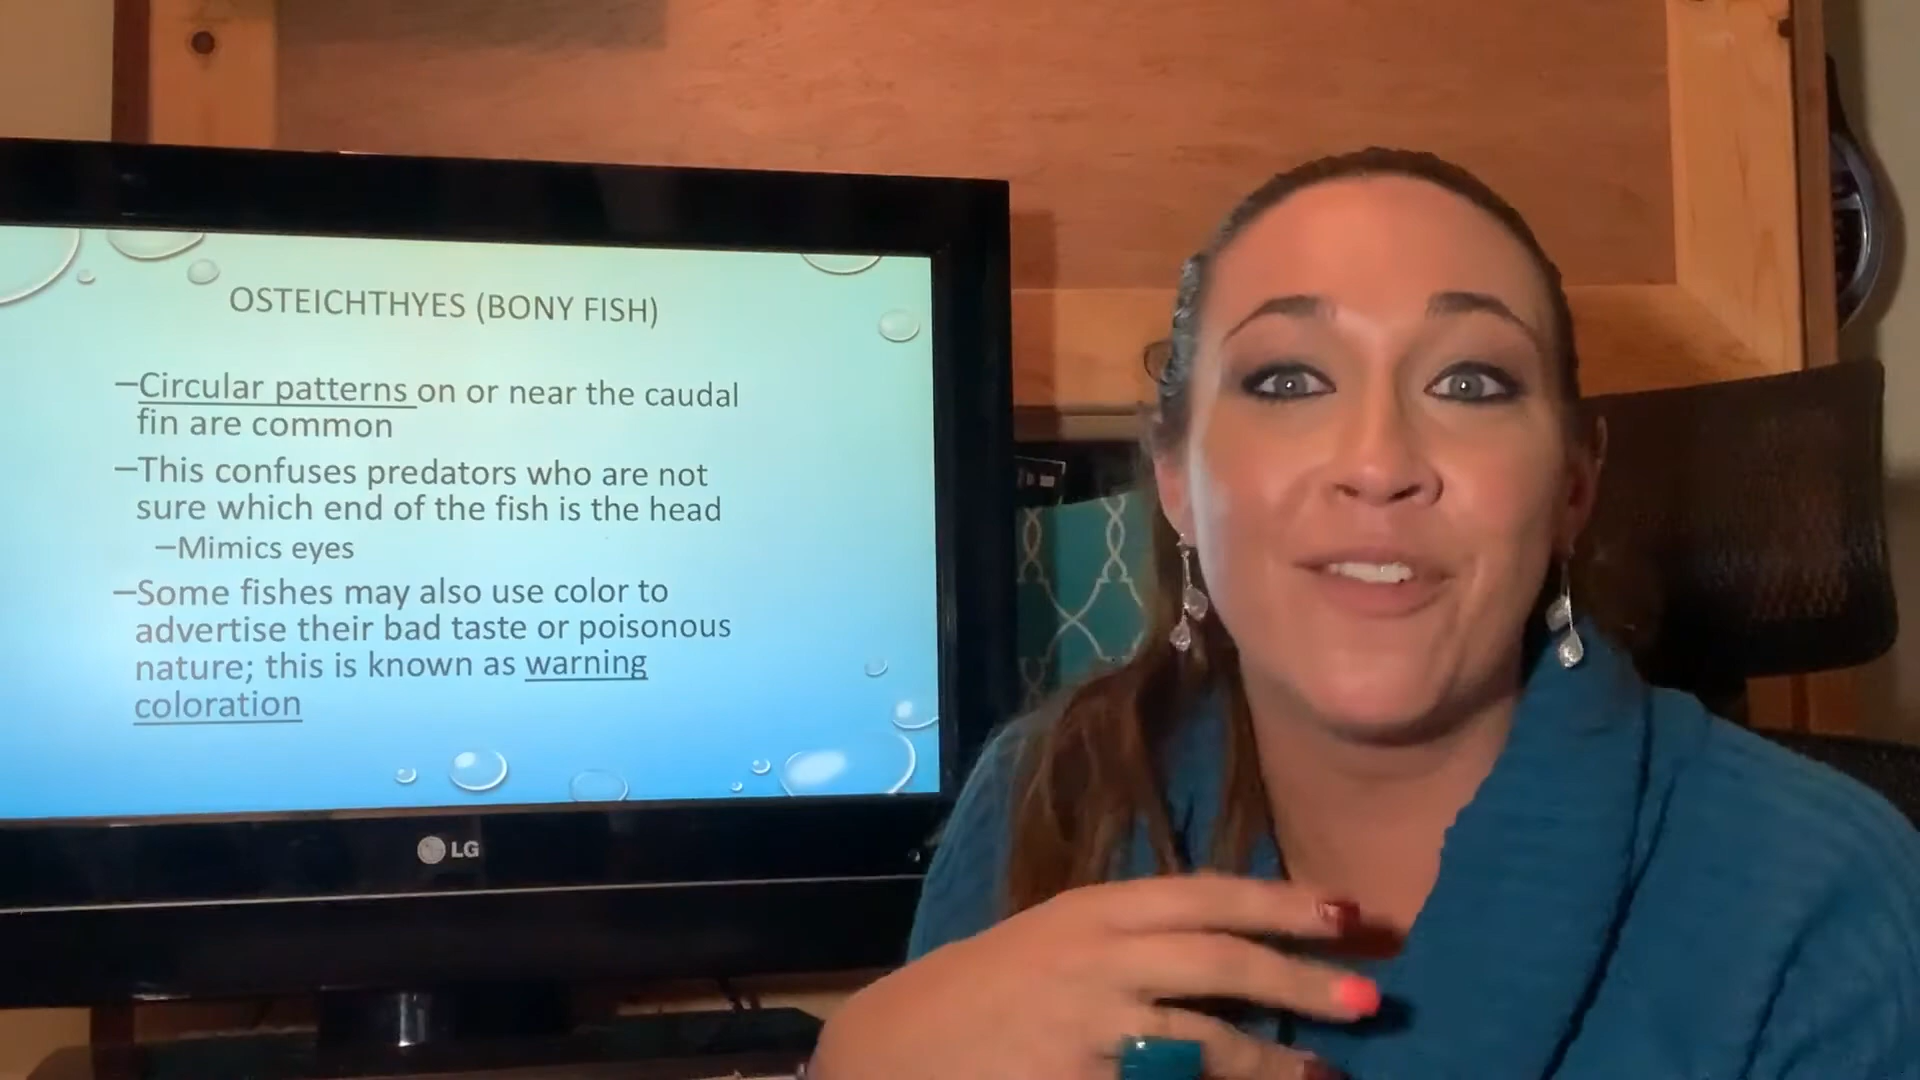 OSTEICHTHYES (BONY FISH)
–Circular patterns on or near the caudal
fin are common
–This confuses predators who are not
sure which end of the fish is the head
–Mimics eyes
–Some fishes may also use color to
advertise their bad taste or poisonous
nature; this is known as warning
coloration
LG